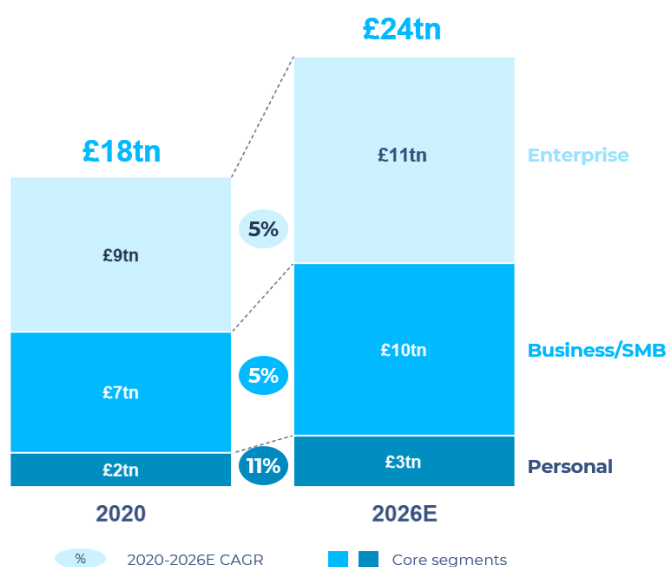 £24tn
£18tn
£11tn
Enterprise
5%
£9tn
£10tn
Business/SMB
5%
£7tn
£3tn
Personal
11%
£2tn
2020
2026E
% 2020-2026E CAGR
Core segments